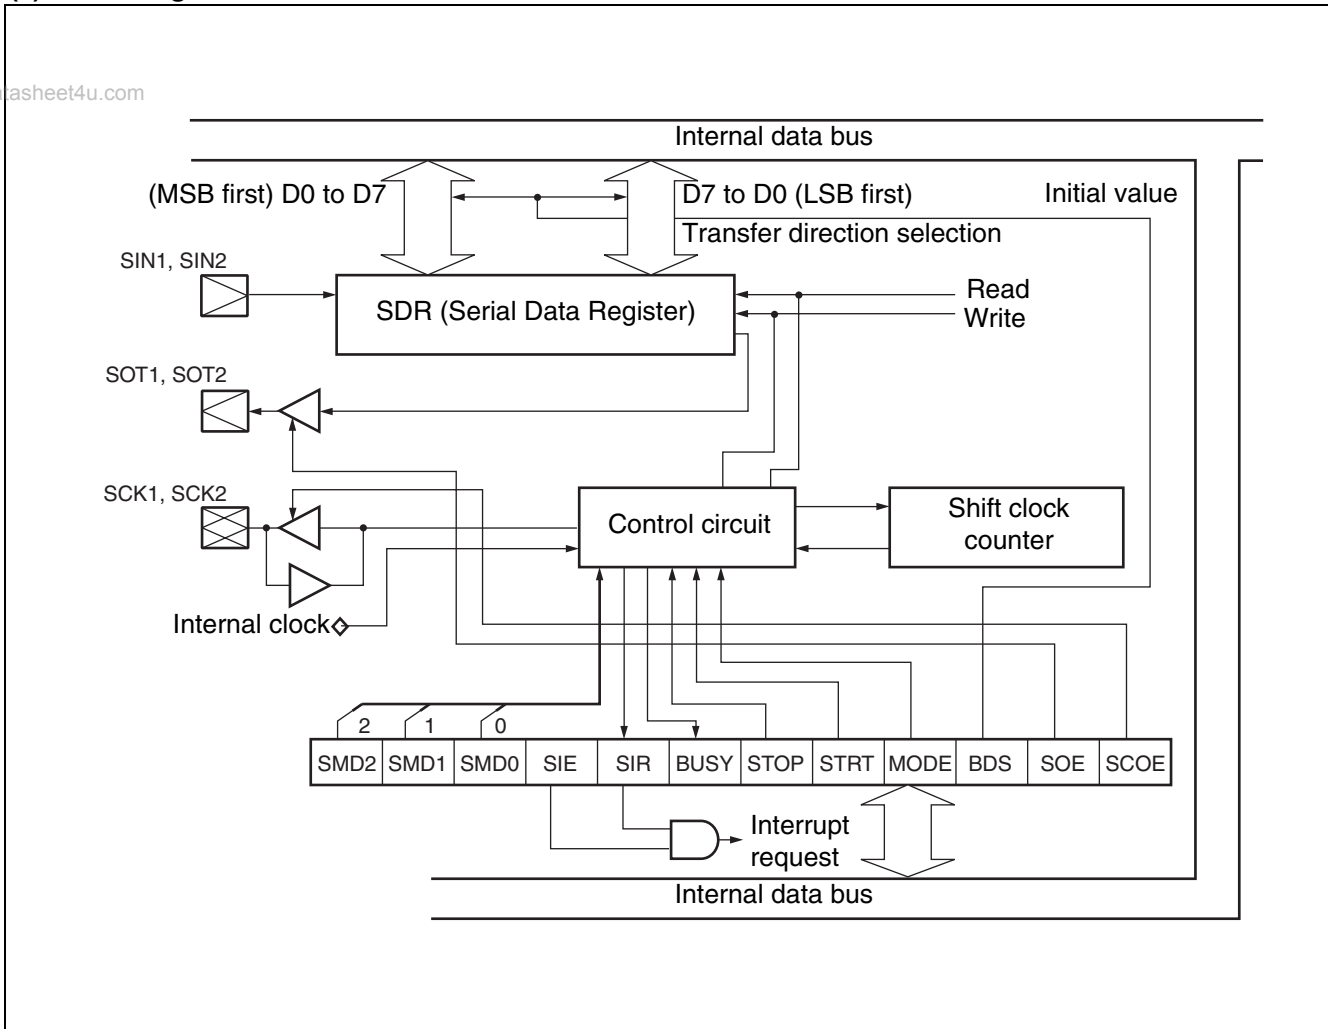 tasheet4u.com
Internal data bus
(MSB first) D0 to D7
D7 to D0 (LSB first)
Initial value
Transfer direction selection
SIN1, SIN2
SDR (Serial Data Register)
Read
Write
SOT1, SOT2
SCK1, SCK2
Control circuit
Shift clock
counter
Internal clock
2 1 0
SMD2 SMD1 SMD0 SIE SIR BUSY STOP STRT MODE BDS SOE SCOE
Interrupt
request
Internal data bus